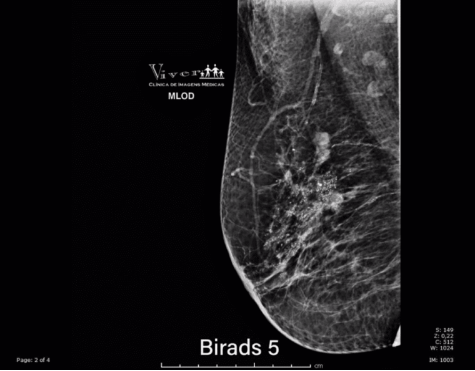 Viver
CLÍNICA DE IMAGENS MÉDICAS
MLOD
Birads 5
cm
S: 149
Z: 0,22
C: 512
W: 1024
Page: 2 of 4
IM: 1003